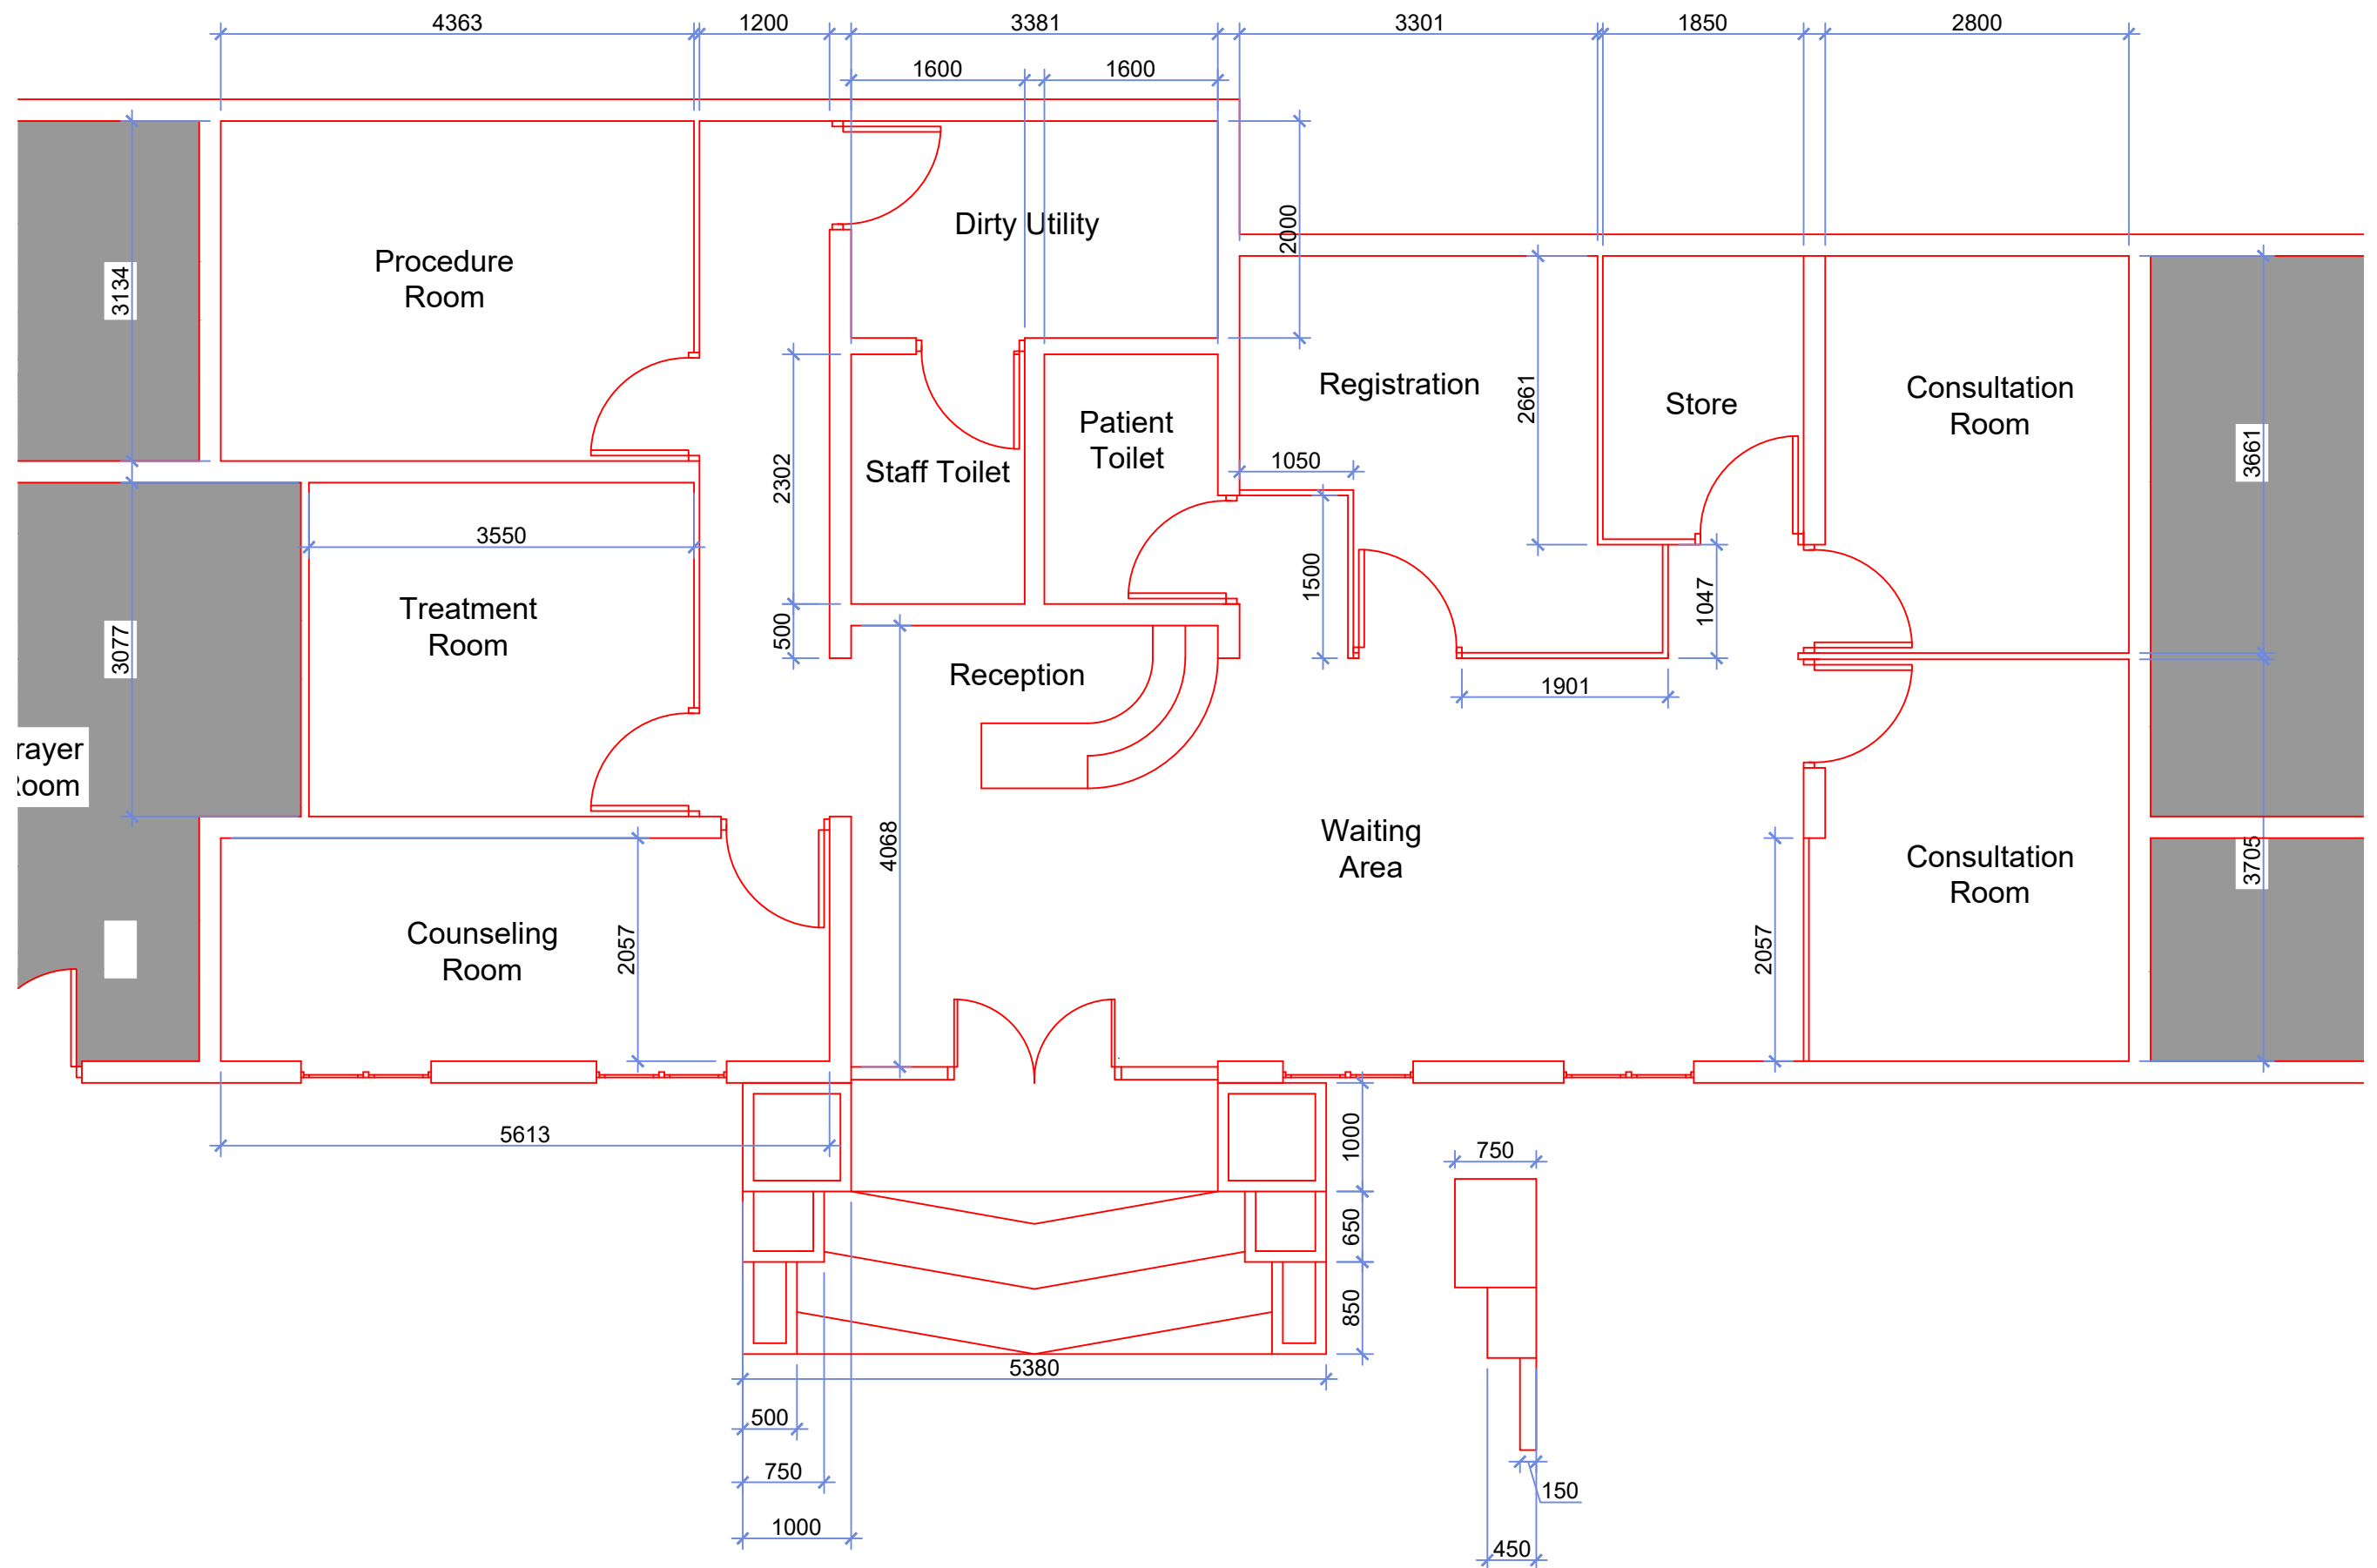 4363
1200
3381
3301
1850
2800
1600
1600
Dirty Utility
2000
Procedure
Room
3134
Registration
2661
Store
Consultation
Room
Patient
Toilet
Staff Toilet
2302
1050
3661
3550
1500
1047
Treatment
Room
500
3077
Reception
1901
rayer
Room
4068
Waiting
Area
Consultation
Room
3705
Counseling
Room
2057
2057
5613
1000
750
650
850
5380
500
750
150
1000
450